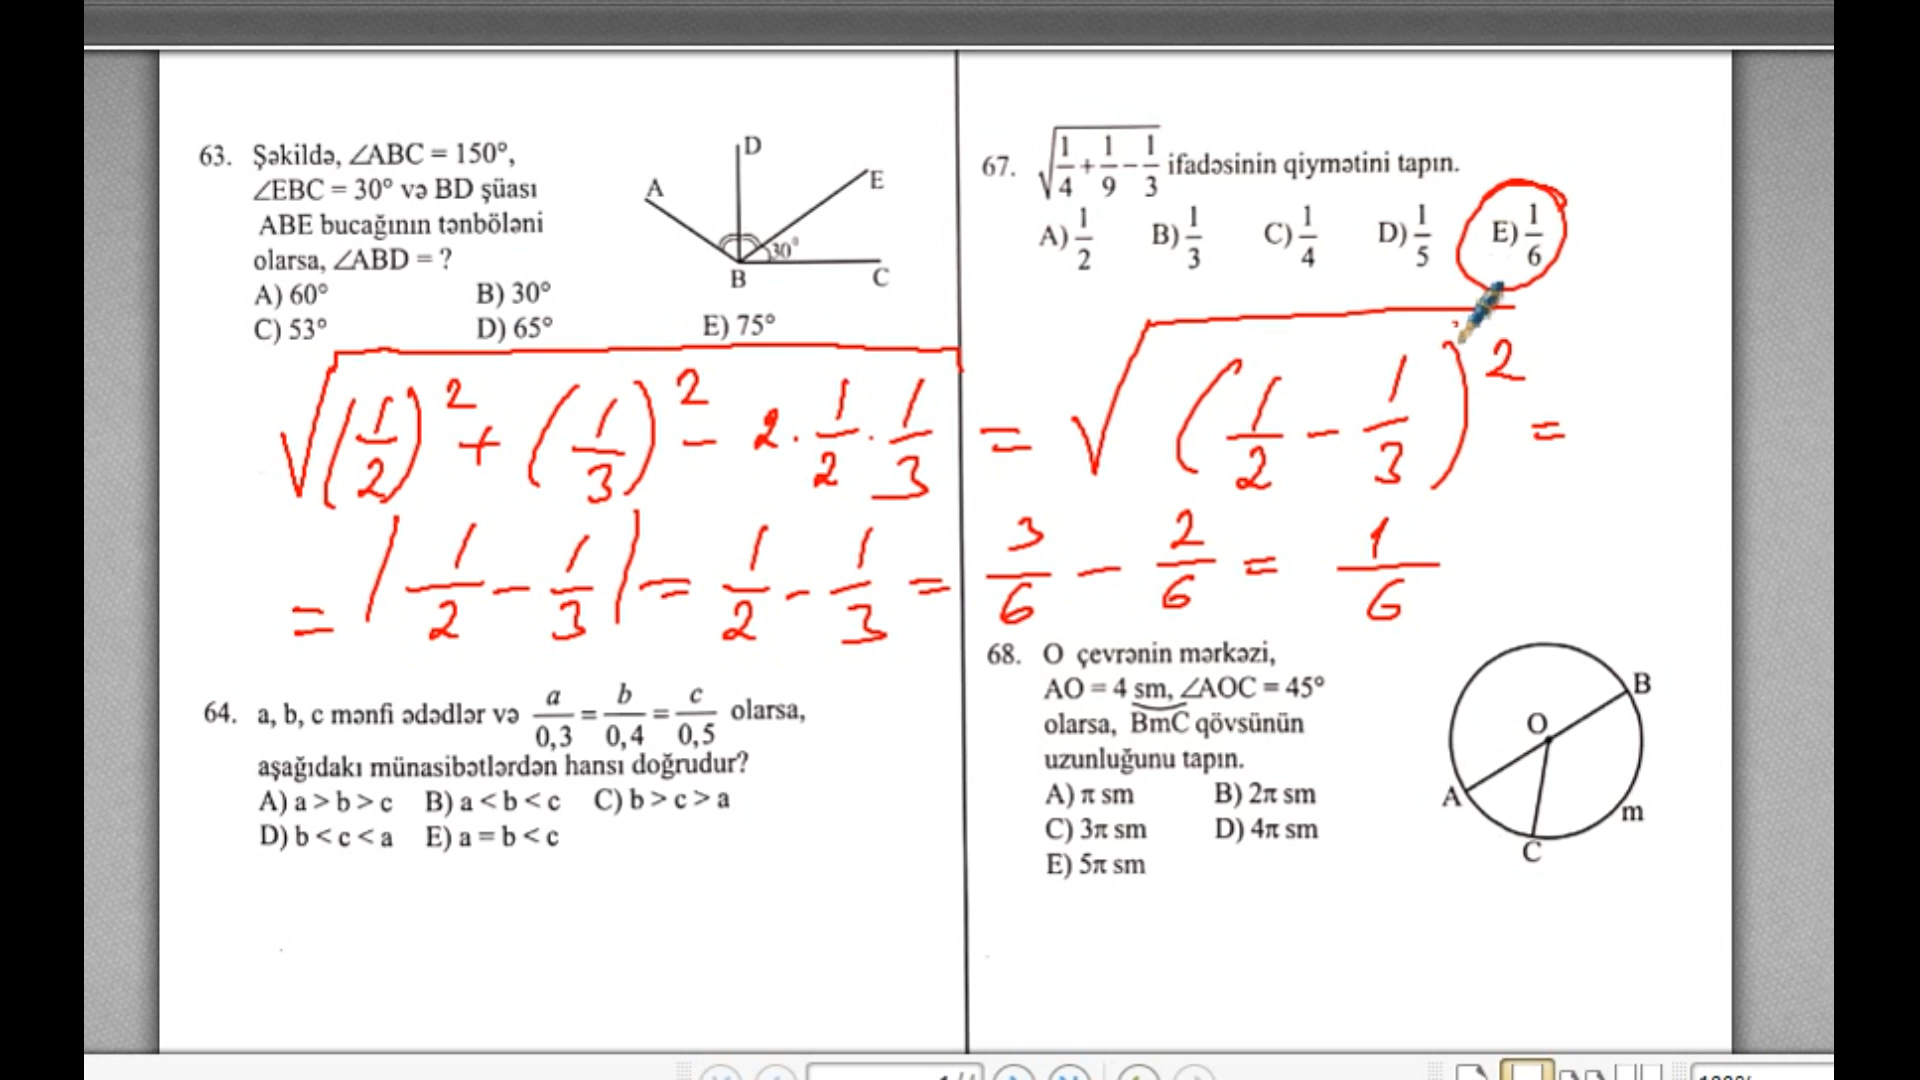 63. Şəkildə, ∠ABC = 150°,
∠EBC = 30° və BD şüası
ABE bucağının tənböləni
olarsa, ∠ABD = ?
A) 60° B) 30°
C) 53° D) 65° E) 75°
A D E 30° B C
√((1/2)² + (1/3)² - 2·1/2·1/3
= |1/2 - 1/3| = 1/2 - 1/3 =
64. a, b, c mənfi ədədlər və a/0,3 = b/0,4 = c/0,5 olarsa,
aşağıdakı münasibətlərdən hansı doğrudur?
A) a > b > c B) a < b < c C) b > c > a
D) b < c < a E) a = b < c
67. √(1/4 + 1/9 − 1/3) ifadəsinin qiymətini tapın.
A) 1/2 B) 1/3 C) 1/4 D) 1/5 E) 1/6
= √(1/2 - 1/3)² =
3/6 - 2/6 = 1/6
68. O çevrənin mərkəzi,
AO = 4 sm, ∠AOC = 45°
olarsa, BmC qövsünün
uzunluğunu tapın.
A) π sm B) 2π sm
C) 3π sm D) 4π sm
E) 5π sm
B O A m C